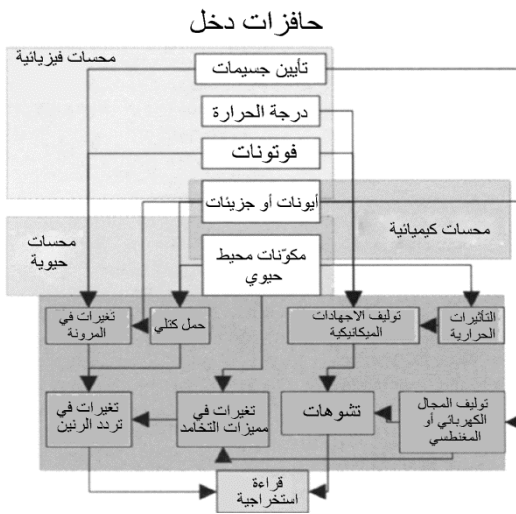 حافزات دخل
محسات فيزيائية
تأيين جسيمات
درجة الحرارة
فوتونات
أيونات أو جزيئات
محسات كيميائية
محسات
حيوية
مكوّنات محيط
حيوي
تغيرات في
المرونة
حمل كتلي
توليف الاجهادات
الميكانيكية
التأثيرات
الحرارية
تغيرات في
تردد الرنين
تغيرات في
مميزات التخامد
تشوهات
توليف المجال
الكهربائي أو
المغنطسي
قراءة
استخراجية